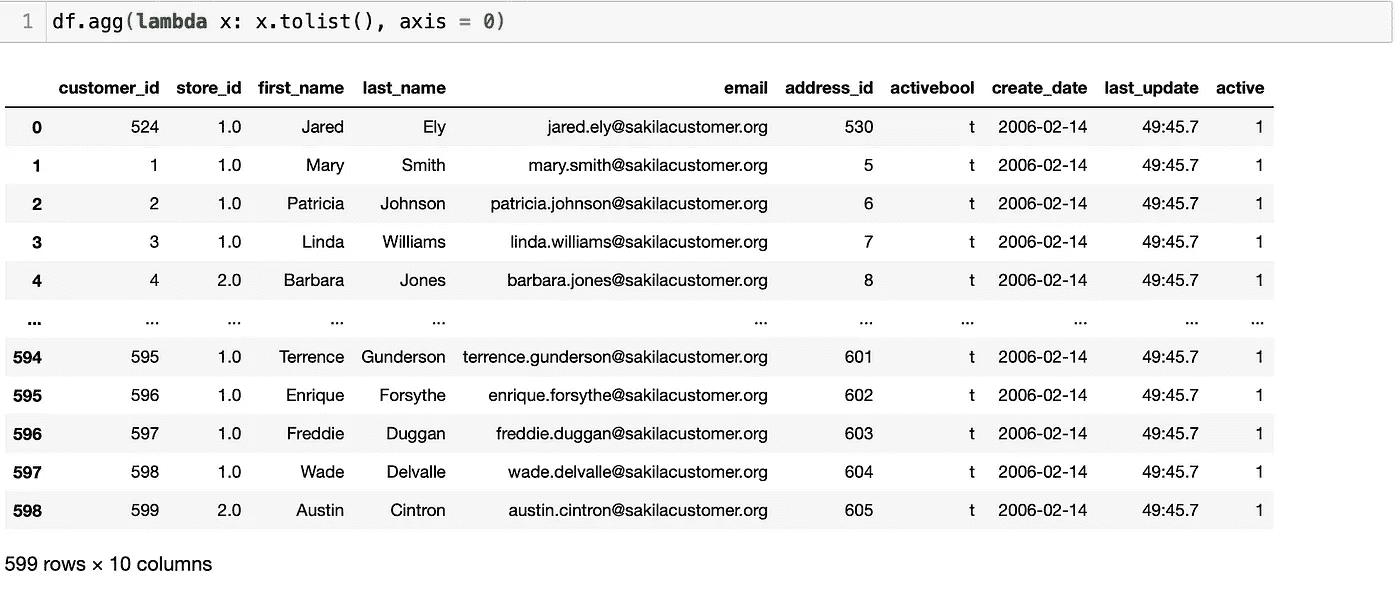 1 df.agg(lambda x: x.tolist(), axis = 0)
customer_id store_id first_name last_name email address_id activebool create_date last_update active
0 524 1.0 Jared Ely jared.ely@sakilacustomer.org 530 t 2006-02-14 49:45.7 1
1 1 1.0 Mary Smith mary.smith@sakilacustomer.org 5 t 2006-02-14 49:45.7 1
2 2 1.0 Patricia Johnson patricia.johnson@sakilacustomer.org 6 t 2006-02-14 49:45.7 1
3 3 1.0 Linda Williams linda.williams@sakilacustomer.org 7 t 2006-02-14 49:45.7 1
4 4 2.0 Barbara Jones barbara.jones@sakilacustomer.org 8 t 2006-02-14 49:45.7 1
... ... ... ... ... ... ... ... ... ... ...
594 595 1.0 Terrence Gunderson terrence.gunderson@sakilacustomer.org 601 t 2006-02-14 49:45.7 1
595 596 1.0 Enrique Forsythe enrique.forsythe@sakilacustomer.org 602 t 2006-02-14 49:45.7 1
596 597 1.0 Freddie Duggan freddie.duggan@sakilacustomer.org 603 t 2006-02-14 49:45.7 1
597 598 1.0 Wade Delvalle wade.delvalle@sakilacustomer.org 604 t 2006-02-14 49:45.7 1
598 599 2.0 Austin Cintron austin.cintron@sakilacustomer.org 605 t 2006-02-14 49:45.7 1
599 rows × 10 columns